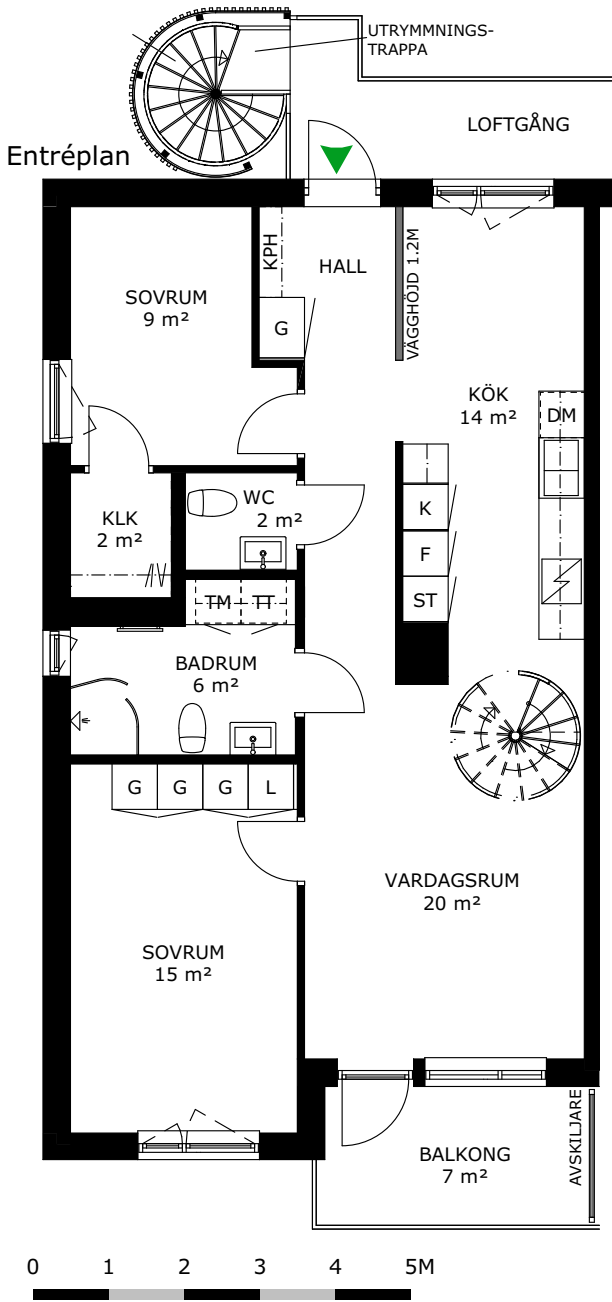 UTRYMMNINGS-
TRAPPA
LOFTGÅNG
Entréplan
KPH
HALL
VÄGGHÖJD 1.2M
SOVRUM
9 m²
G
KÖK
14 m²
DM
WC
2 m²
KLK
2 m²
K
F
ST
TM
TT
BADRUM
6 m²
G
G
G
L
VARDAGSRUM
20 m²
SOVRUM
15 m²
BALKONG
7 m²
AVSKILJARE
0 1 2 3 4 5M